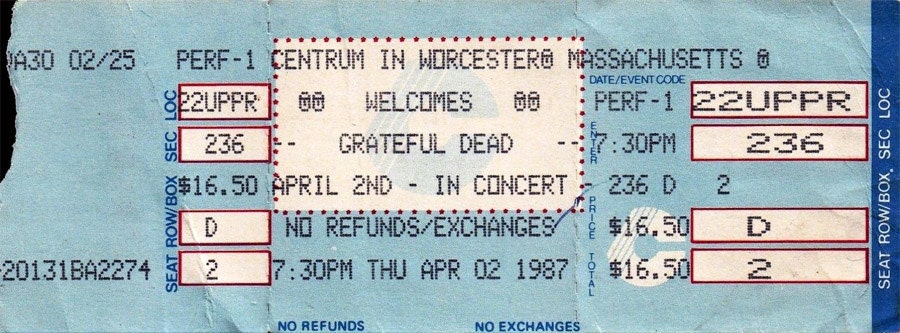 JA30 02/25 PERF-1 CENTRUM IN WORCESTER@ MASSACHUSETTS @
DATE/EVENT CODE
LOC 22UPPR @@ WELCOMES @@ PERF-1 22UPPR LOC
SEC 236 -- GRATEFUL DEAD -- ENTER 7:30PM 236 SEC
$16.50 APRIL 2ND - IN CONCERT - 236 D 2
ROW/BOX D NO REFUNDS/EXCHANGES PRICE $16.50 D ROW/BOX
-20131BA2274 SEAT 2 7:30PM THU APR 02 1987 TOTAL $16.50 2 SEAT
NO REFUNDS NO EXCHANGES